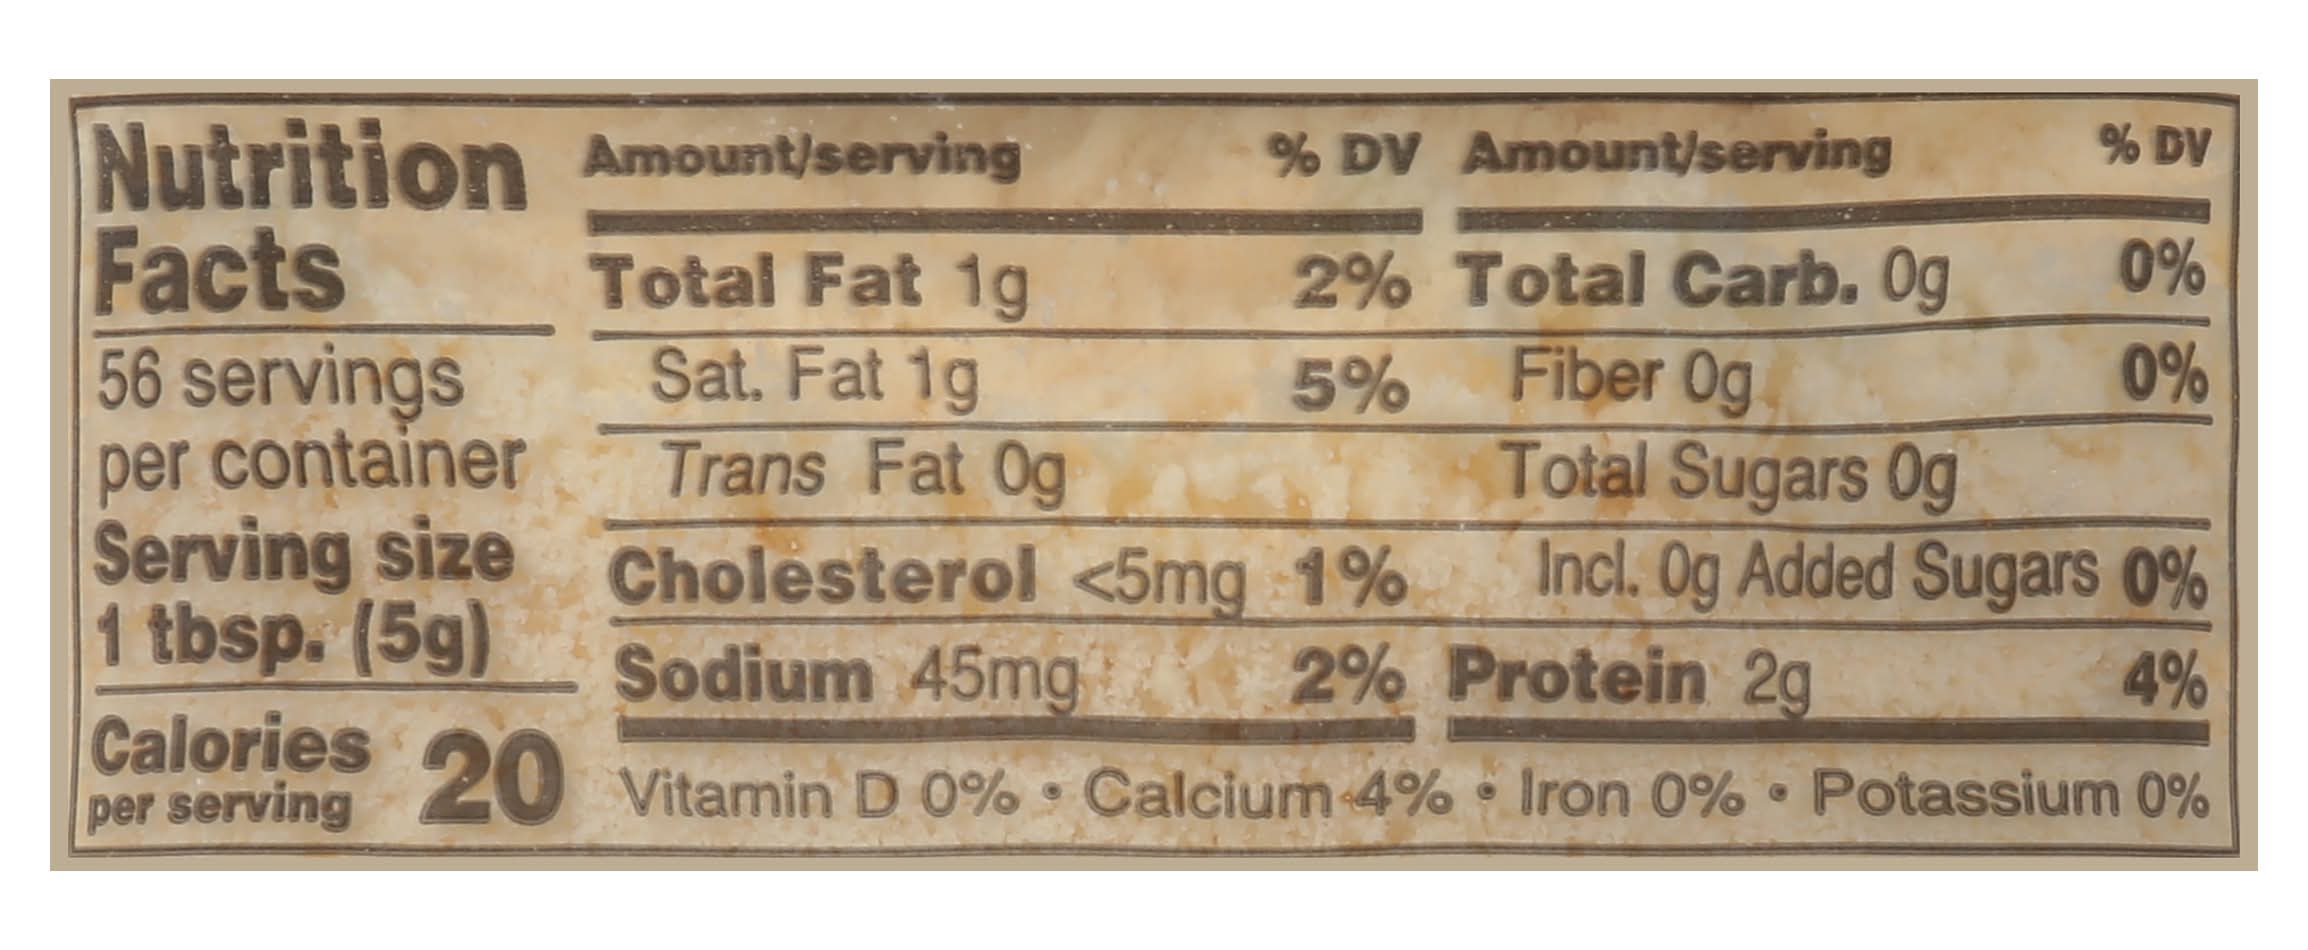 Nutrition
Facts
56 servings
per container
Serving size
1 tbsp. (5g)
Calories
per serving 20
Amount/serving % DV
Total Fat 1g 2%
Sat. Fat 1g 5%
Trans Fat 0g
Cholesterol <5mg 1%
Sodium 45mg 2%
Amount/serving % DV
Total Carb. 0g 0%
Fiber 0g 0%
Total Sugars 0g
Incl. 0g Added Sugars 0%
Protein 2g 4%
Vitamin D 0% • Calcium 4% • Iron 0% • Potassium 0%